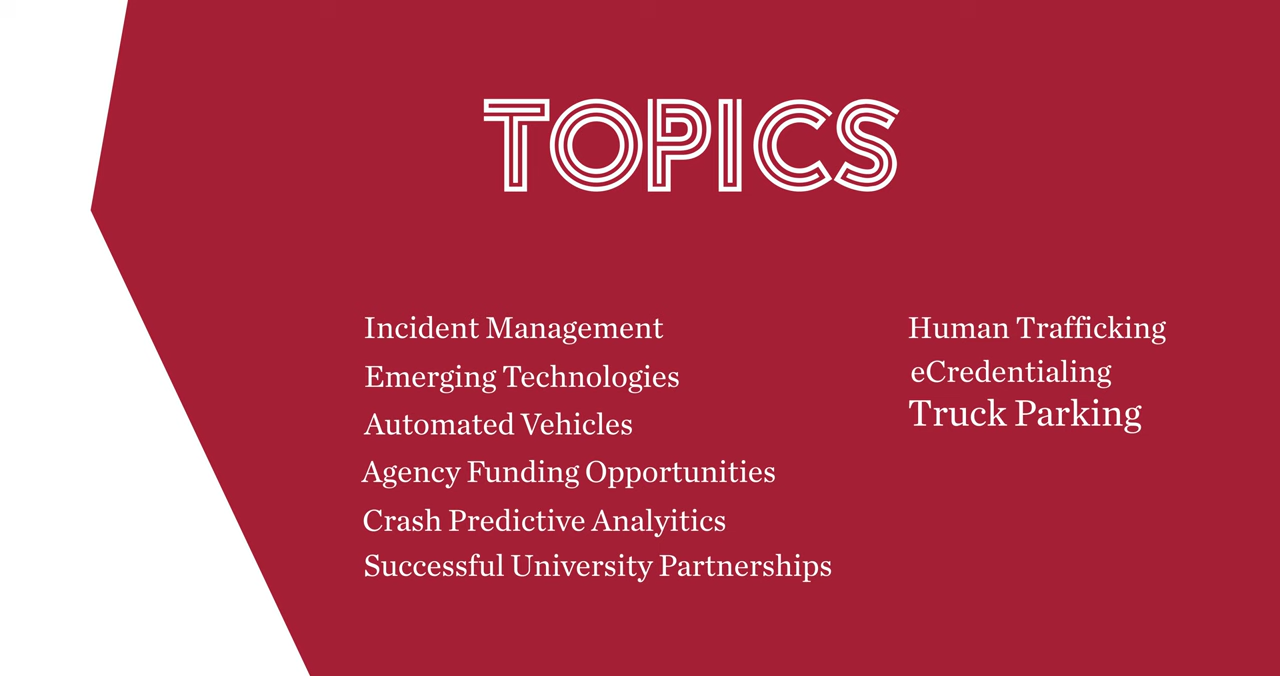 TOPICS
Incident Management
Emerging Technologies
Automated Vehicles
Agency Funding Opportunities
Crash Predictive Analyitics
Successful University Partnerships
Human Trafficking
eCredentialing
Truck Parking